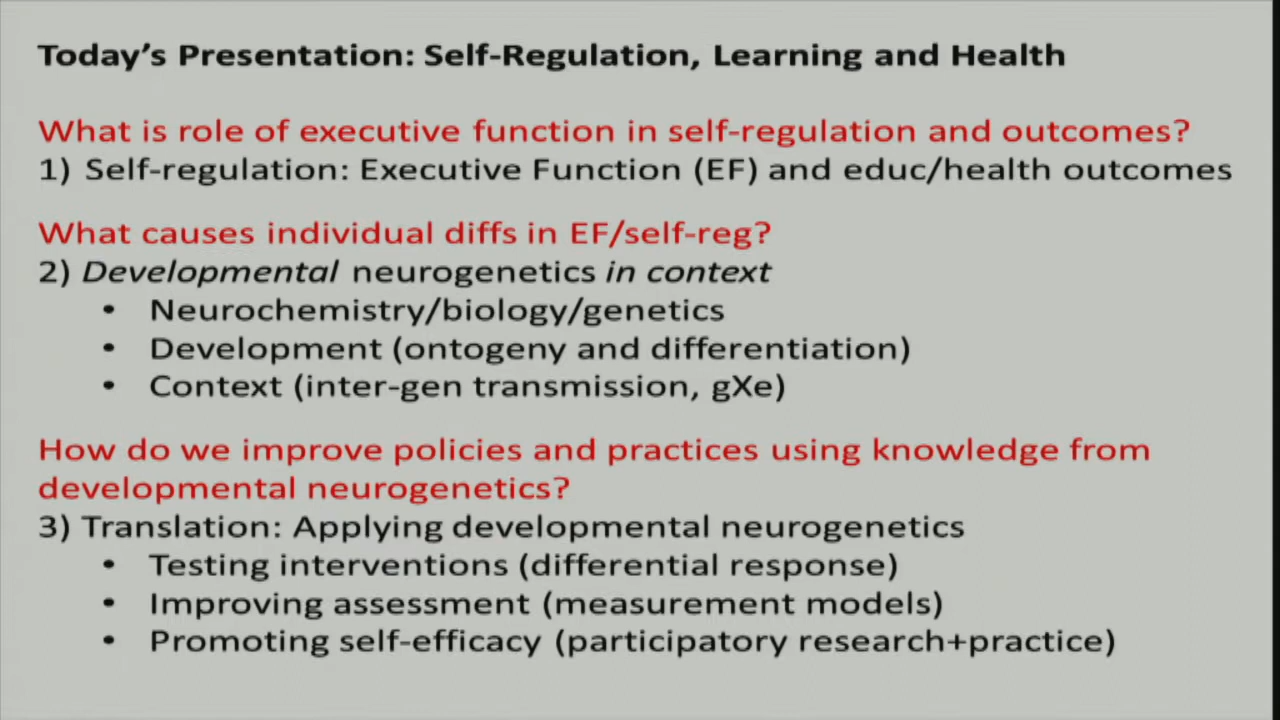 Today's Presentation: Self-Regulation, Learning and Health
What is role of executive function in self-regulation and outcomes?
1) Self-regulation: Executive Function (EF) and educ/health outcomes
What causes individual diffs in EF/self-reg?
2) Developmental neurogenetics in context
• Neurochemistry/biology/genetics
• Development (ontogeny and differentiation)
• Context (inter-gen transmission, gXe)
How do we improve policies and practices using knowledge from
developmental neurogenetics?
3) Translation: Applying developmental neurogenetics
• Testing interventions (differential response)
• Improving assessment (measurement models)
• Promoting self-efficacy (participatory research+practice)